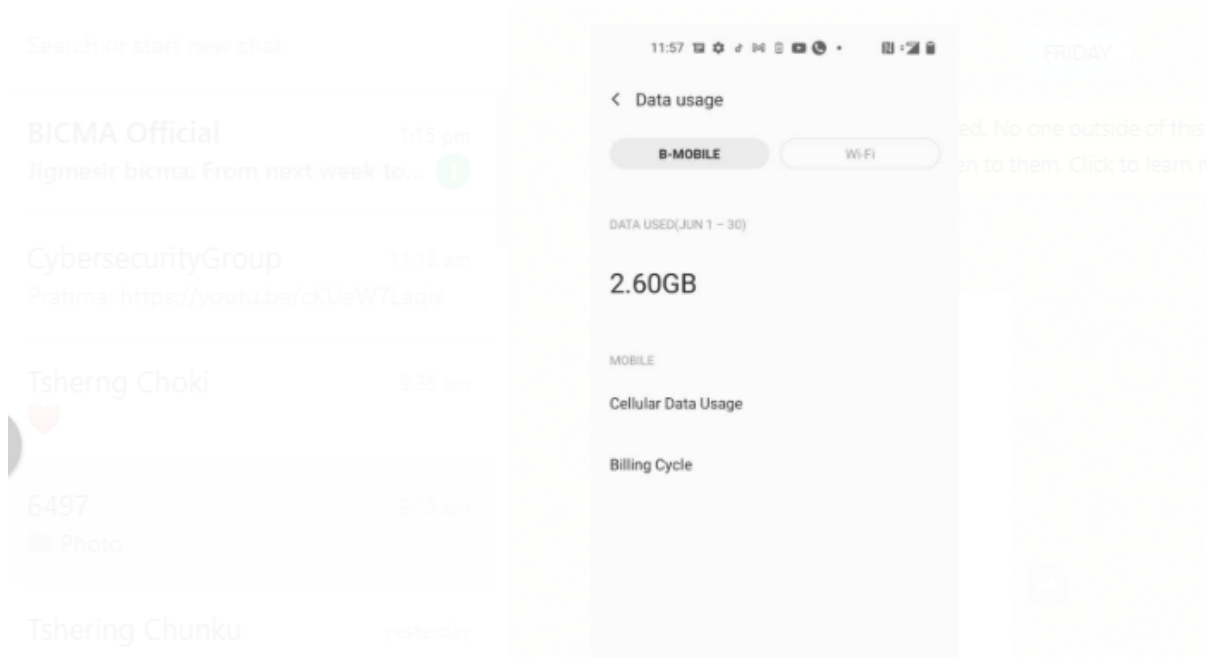 Search or start new chat
BICMA Official 1:15 pm
Jigmesir bicma: From next week to... 1
CybersecurityGroup 11:18 am
Pratima: https://youtu.be/cKUeW7Laqis
Tsherng Choki 9:35 am
❤️
6497 9:15 am
Photo
Tshering Chunku yesterday
11:57
Data usage
B-MOBILE Wi-Fi
DATA USED(JUN 1 – 30)
2.60GB
MOBILE
Cellular Data Usage
Billing Cycle
FRIDAY
ed. No one outside of this
en to them. Click to learn